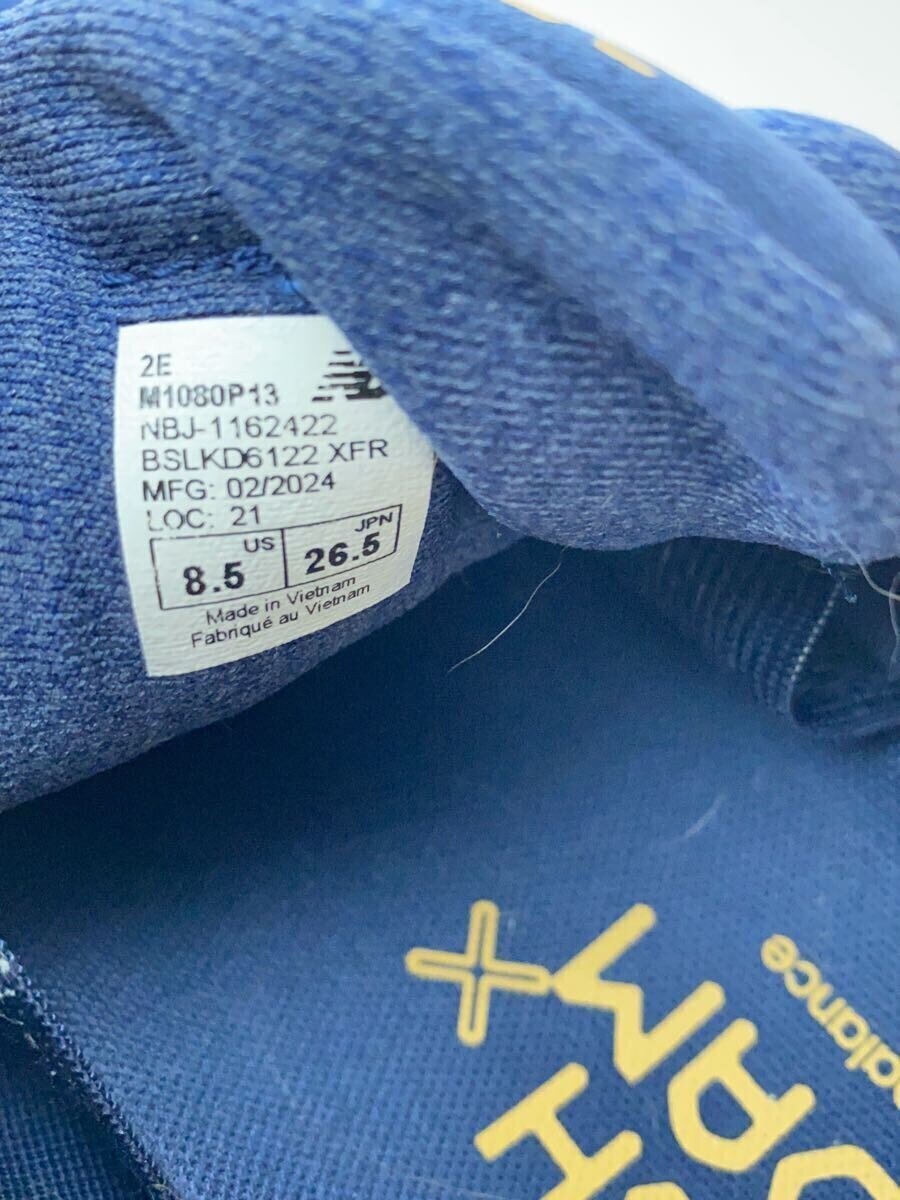 2E
M1080P13
NBJ-1162422
BSLKD6122 XFR
MFG: 02/2024
LOC: 21
US JPN
8.5 26.5
Made in Vietnam
Fabriqué au Vietnam
balance